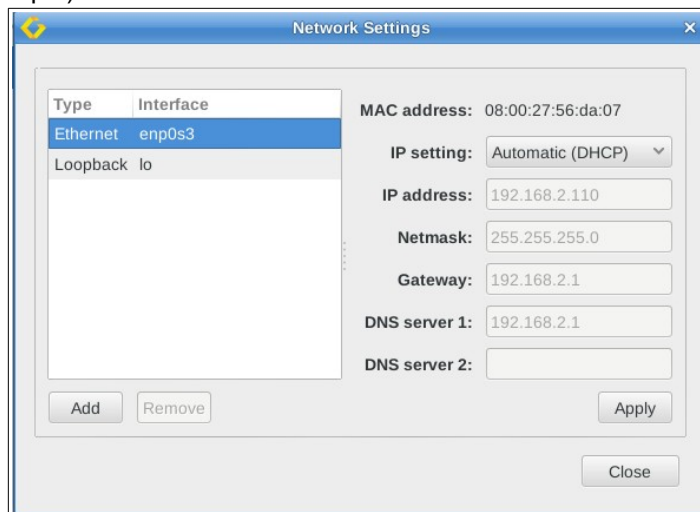 Network Settings
Type Interface
Ethernet enp0s3
Loopback lo
MAC address: 08:00:27:56:da:07
IP setting: Automatic (DHCP)
IP address: 192.168.2.110
Netmask: 255.255.255.0
Gateway: 192.168.2.1
DNS server 1: 192.168.2.1
DNS server 2:
Add Remove
Apply
Close